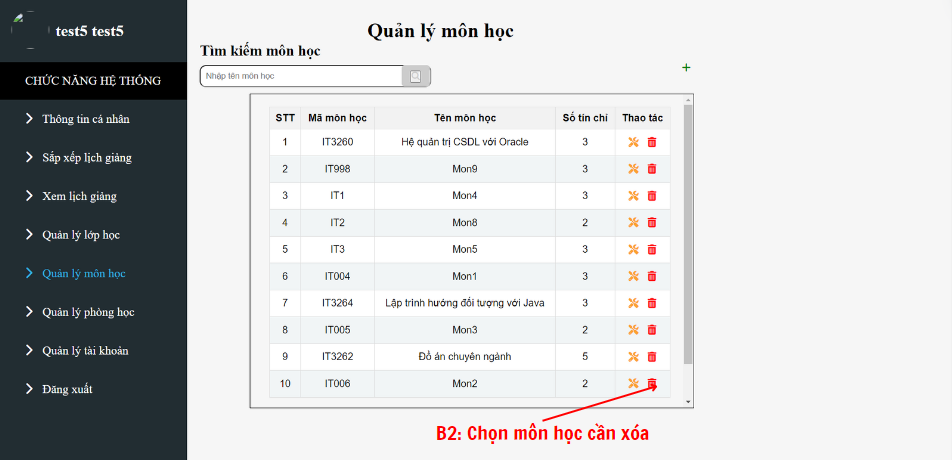 test5 test5
CHỨC NĂNG HỆ THỐNG
Thông tin cá nhân
Sắp xếp lịch giảng
Xem lịch giảng
Quản lý lớp học
Quản lý môn học
Quản lý phòng học
Quản lý tài khoản
Đăng xuất
Quản lý môn học
Tìm kiếm môn học
Nhập tên môn học
+
STT Mã môn học Tên môn học Số tín chỉ Thao tác
1 IT3260 Hệ quản trị CSDL với Oracle 3
2 IT998 Mon9 3
3 IT1 Mon4 3
4 IT2 Mon8 2
5 IT3 Mon5 3
6 IT004 Mon1 3
7 IT3264 Lập trình hướng đối tượng với Java 3
8 IT005 Mon3 2
9 IT3262 Đồ án chuyên ngành 5
10 IT006 Mon2 2
B2: Chọn môn học cần xóa